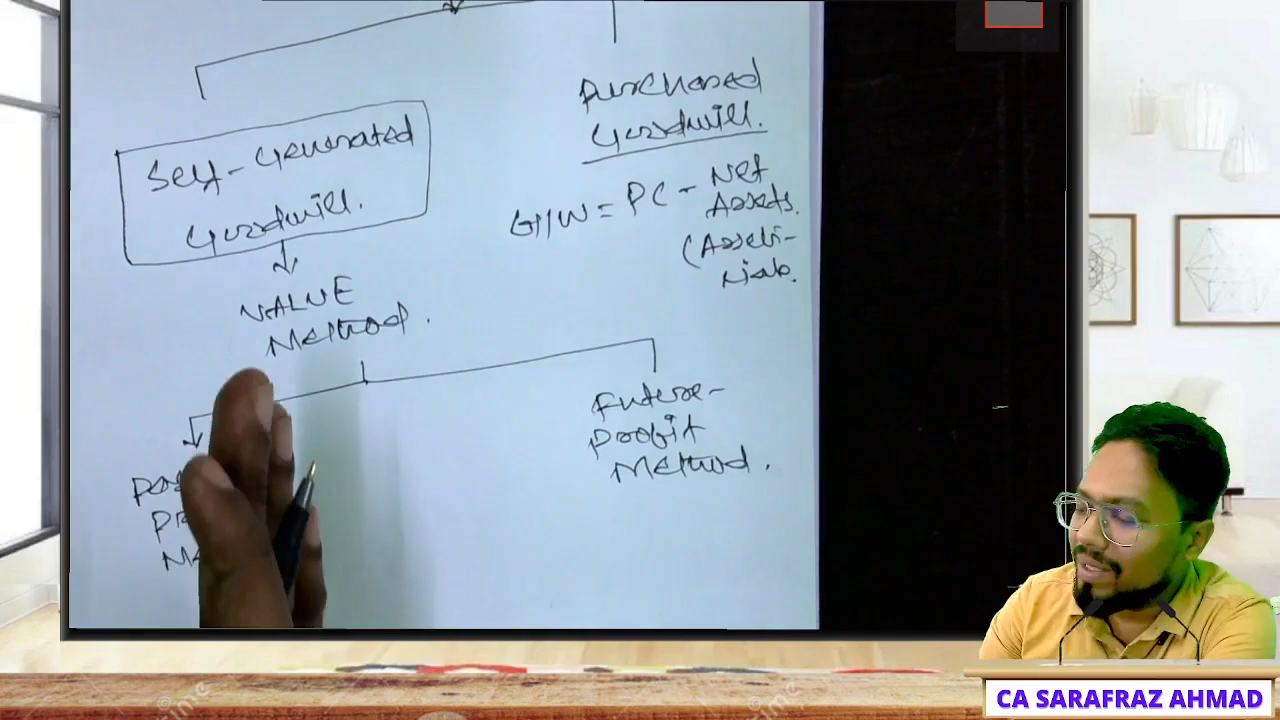 Self-Generated
Goodwill.
VALUE
Method.
Purchased
Goodwill.
G//W = PC - Net
Assets.
(Assets-
Liab.
Future-
Profit
Method.
CA SARAFRAZ AHMAD